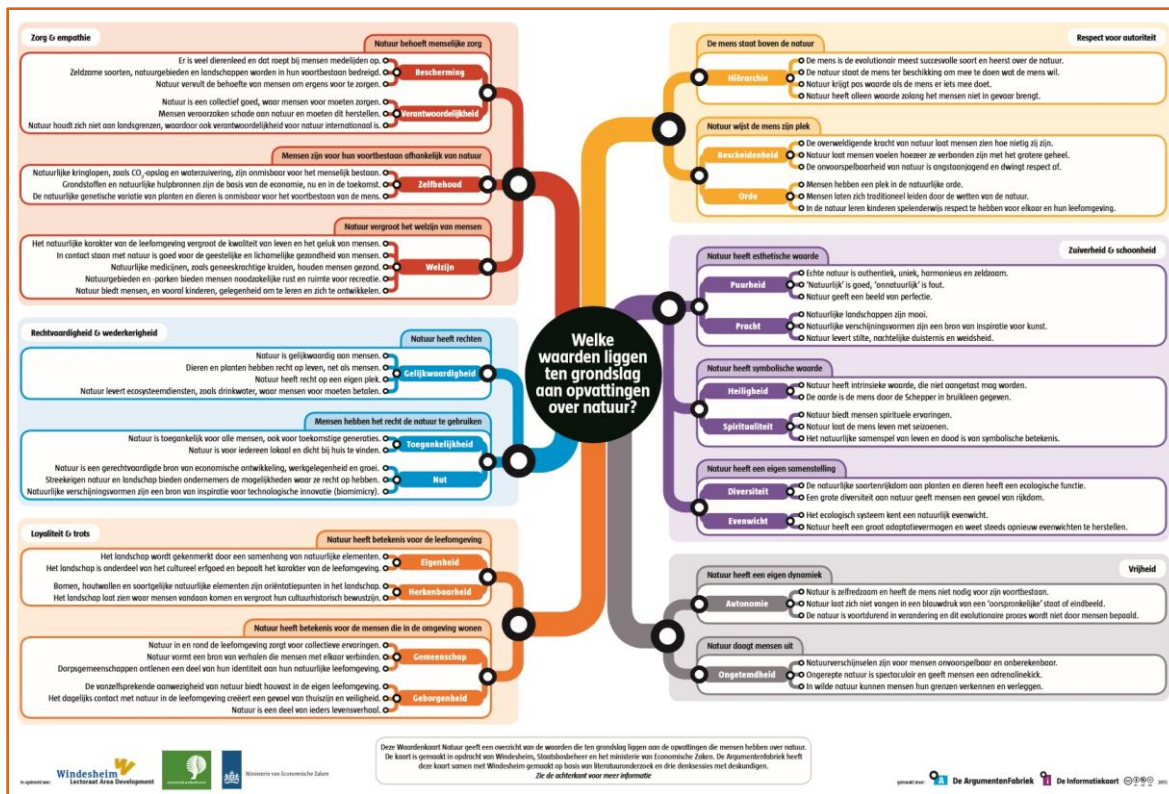 Zorg & empathie
Natuur behoeft menselijke zorg
Er is veel dierenleed en dat roept bij mensen medelijden op.
Zeldzame soorten, natuurgebieden en landschappen worden in hun voortbestaan bedreigd.
Natuur vervult de behoefte van mensen om ergens voor te zorgen.
Bescherming
Natuur is een collectief goed, waar mensen voor moeten zorgen.
Mensen veroorzaken schade aan natuur en moeten dit herstellen.
Natuur houdt zich niet aan landsgrenzen, waardoor ook verantwoordelijkheid voor natuur internationaal is.
Verantwoordelijkheid
Mensen zijn voor hun voortbestaan afhankelijk van natuur
Natuurlijke kringlopen, zoals CO₂-opslag en waterzuivering, zijn onmisbaar voor het menselijk bestaan.
Grondstoffen en natuurlijke hulpbronnen zijn de basis van de economie, nu en in de toekomst.
De natuurlijke genetische variatie van planten en dieren is onmisbaar voor het voortbestaan van de mens.
Zelfbehoud
Natuur vergroot het welzijn van mensen
Het natuurlijke karakter van de leefomgeving vergroot de kwaliteit van leven en het geluk van mensen.
In contact staan met natuur is goed voor de geestelijke en lichamelijke gezondheid van mensen.
Natuurlijke medicijnen, zoals geneeskrachtige kruiden, houden mensen gezond.
Natuurgebieden en -parken bieden mensen noodzakelijke rust en ruimte voor recreatie.
Natuur biedt mensen, en vooral kinderen, gelegenheid om te leren en zich te ontwikkelen.
Welzijn
Rechtvaardigheid & wederkerigheid
Natuur heeft rechten
Natuur is gelijkwaardig aan mensen.
Dieren en planten hebben recht op leven, net als mensen.
Natuur heeft recht op een eigen plek.
Natuur levert ecosysteemdiensten, zoals drinkwater, waar mensen voor moeten betalen.
Gelijkwaardigheid
Mensen hebben het recht de natuur te gebruiken
Natuur is toegankelijk voor alle mensen, ook voor toekomstige generaties.
Natuur is voor iedereen lokaal en dicht bij huis te vinden.
Toegankelijkheid
Natuur is een gerechtvaardigde bron van economische ontwikkeling, werkgelegenheid en groei.
Streekeigen natuur en landschap bieden ondernemers de mogelijkheden waar ze recht op hebben.
Natuurlijke verschijningsvormen zijn een bron van inspiratie voor technologische innovatie (biomimicry).
Nut
Loyaliteit & trots
Natuur heeft betekenis voor de leefomgeving
Het landschap wordt gekenmerkt door een samenhang van natuurlijke elementen.
Het landschap is onderdeel van het cultureel erfgoed en bepaalt het karakter van de leefomgeving.
Eigenheid
Bomen, houtwallen en soortgelijke natuurlijke elementen zijn oriëntatiepunten in het landschap.
Het landschap laat zien waar mensen vandaan komen en vergroot hun cultuurhistorisch bewustzijn.
Herkenbaarheid
Natuur heeft betekenis voor de mensen die in de omgeving wonen
Natuur in en rond de leefomgeving zorgt voor collectieve ervaringen.
Natuur vormt een bron van verhalen die mensen met elkaar verbinden.
Dorpsgemeenschappen ontlenen een deel van hun identiteit aan hun natuurlijke leefomgeving.
Gemeenschap
De vanzelfsprekende aanwezigheid van natuur biedt houvast in de eigen leefomgeving.
Het dagelijks contact met natuur in de leefomgeving creëert een gevoel van thuiszijn en veiligheid.
Natuur is een deel van ieders levensverhaal.
Geborgenheid
Welke
waarden liggen
ten grondslag
aan opvattingen
over natuur?
Respect voor autoriteit
De mens staat boven de natuur
Hiërarchie
De mens is de evolutionair meest succesvolle soort en heerst over de natuur.
De natuur staat de mens ter beschikking om mee te doen wat de mens wil.
Natuur krijgt pas waarde als de mens er iets mee doet.
Natuur heeft alleen waarde zolang het mensen niet in gevaar brengt.
Natuur wijst de mens zijn plek
Bescheidenheid
De overweldigende kracht van natuur laat mensen zien hoe nietig zij zijn.
Natuur laat mensen voelen hoezeer ze verbonden zijn met het grotere geheel.
De onvoorspelbaarheid van natuur is angstaanjagend en dwingt respect af.
Orde
Mensen hebben een plek in de natuurlijke orde.
Mensen laten zich traditioneel leiden door de wetten van de natuur.
In de natuur leren kinderen spelenderwijs respect te hebben voor elkaar en hun leefomgeving.
Zuiverheid & schoonheid
Natuur heeft esthetische waarde
Puurheid
Echte natuur is authentiek, uniek, harmonieus en zeldzaam.
'Natuurlijk' is goed, 'onnatuurlijk' is fout.
Natuur geeft een beeld van perfectie.
Pracht
Natuurlijke landschappen zijn mooi.
Natuurlijke verschijningsvormen zijn een bron van inspiratie voor kunst.
Natuur levert stilte, nachtelijke duisternis en weidsheid.
Natuur heeft symbolische waarde
Heiligheid
Natuur heeft intrinsieke waarde, die niet aangetast mag worden.
De aarde is de mens door de Schepper in bruikleen gegeven.
Spiritualiteit
Natuur biedt mensen spirituele ervaringen.
Natuur laat de mens leven met seizoenen.
Het natuurlijke samenspel van leven en dood is van symbolische betekenis.
Natuur heeft een eigen samenstelling
Diversiteit
De natuurlijke soortenrijkdom aan planten en dieren heeft een ecologische functie.
Een grote diversiteit aan natuur geeft mensen een gevoel van rijkdom.
Evenwicht
Het ecologisch systeem kent een natuurlijk evenwicht.
Natuur heeft een groot adaptatievermogen en weet steeds opnieuw evenwichten te herstellen.
Vrijheid
Natuur heeft een eigen dynamiek
Autonomie
Natuur is zelfredzaam en heeft de mens niet nodig voor zijn voortbestaan.
Natuur laat zich niet vangen in een blauwdruk van een 'oorspronkelijke' staat of eindbeeld.
De natuur is voortdurend in verandering en dit evolutionaire proces wordt niet door mensen bepaald.
Natuur daagt mensen uit
Ongetemdheid
Natuurverschijnselen zijn voor mensen onvoorspelbaar en onberekenbaar.
Ongerepte natuur is spectaculair en geeft mensen een adrenalinekick.
In wilde natuur kunnen mensen hun grenzen verkennen en verleggen.
Deze Waardenkaart Natuur geeft een overzicht van de waarden die ten grondslag liggen aan de opvattingen die mensen hebben over natuur.
De kaart is gemaakt in opdracht van Windesheim, Staatsbosbeheer en het ministerie van Economische Zaken. De Argumentenfabriek heeft
deze kaart samen met Windesheim gemaakt op basis van literatuuronderzoek en drie denksessies met deskundigen.
Zie de achterkant voor meer informatie
In opdracht van:
Windesheim
Lectoraat Area Development
staatsbosbeheer
Ministerie van Economische Zaken
gemaakt door:
De ArgumentenFabriek
De Informatiekaart